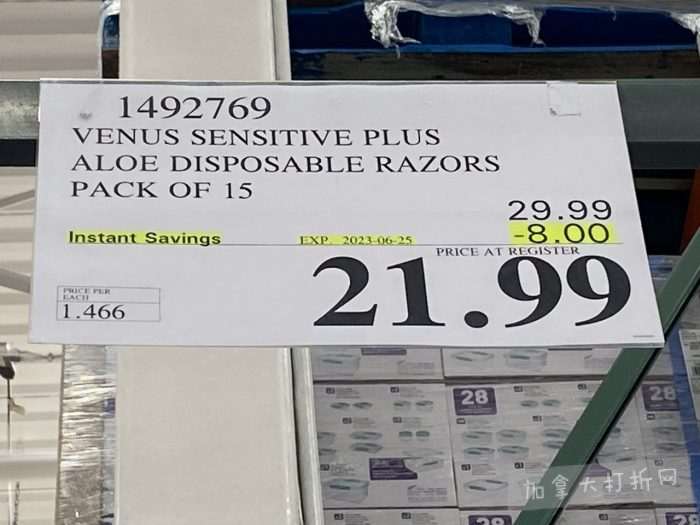 1492769
VENUS SENSITIVE PLUS
ALOE DISPOSABLE RAZORS
PACK OF 15
29.99
Instant Savings EXP. 2023-06-25 -8.00
PRICE AT REGISTER
21.99
PRICE PER
EACH
1.466
28
28
28
28
加拿大打折网